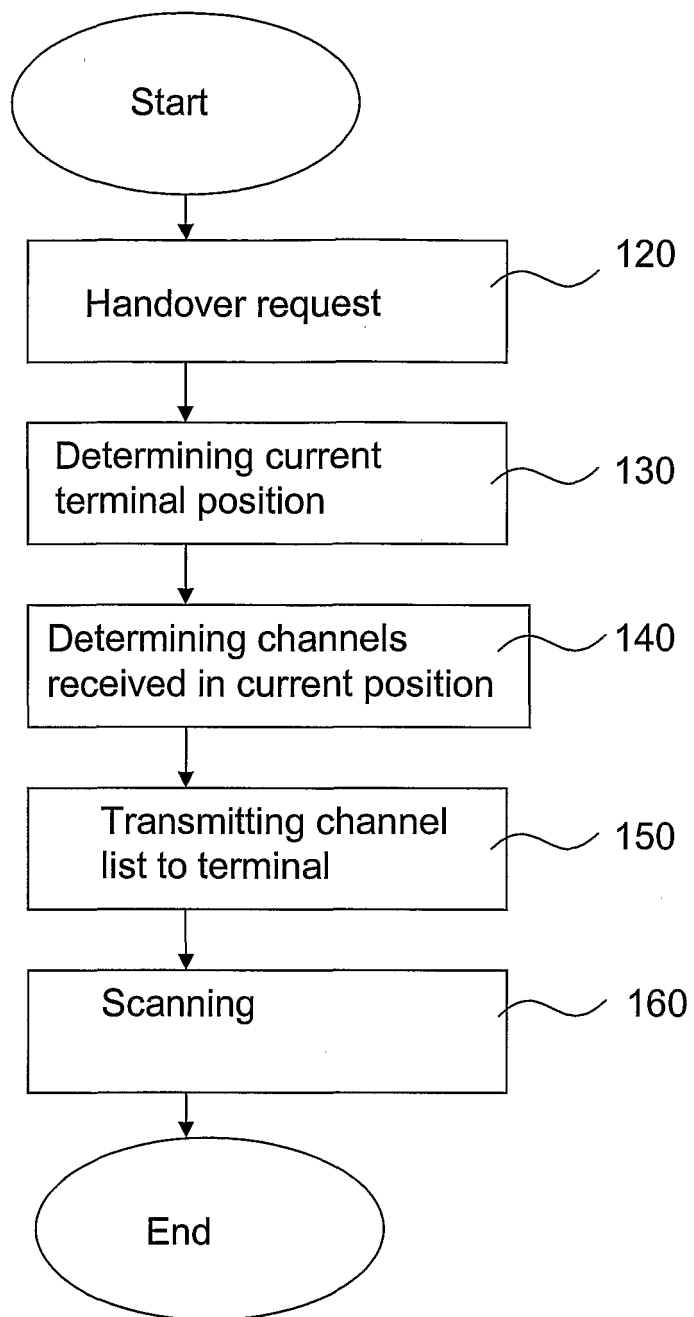 Start
120
Handover request
Determining current
terminal position
130
Determining channels
received in current position
140
Transmitting channel
list to terminal
150
Scanning
160
End